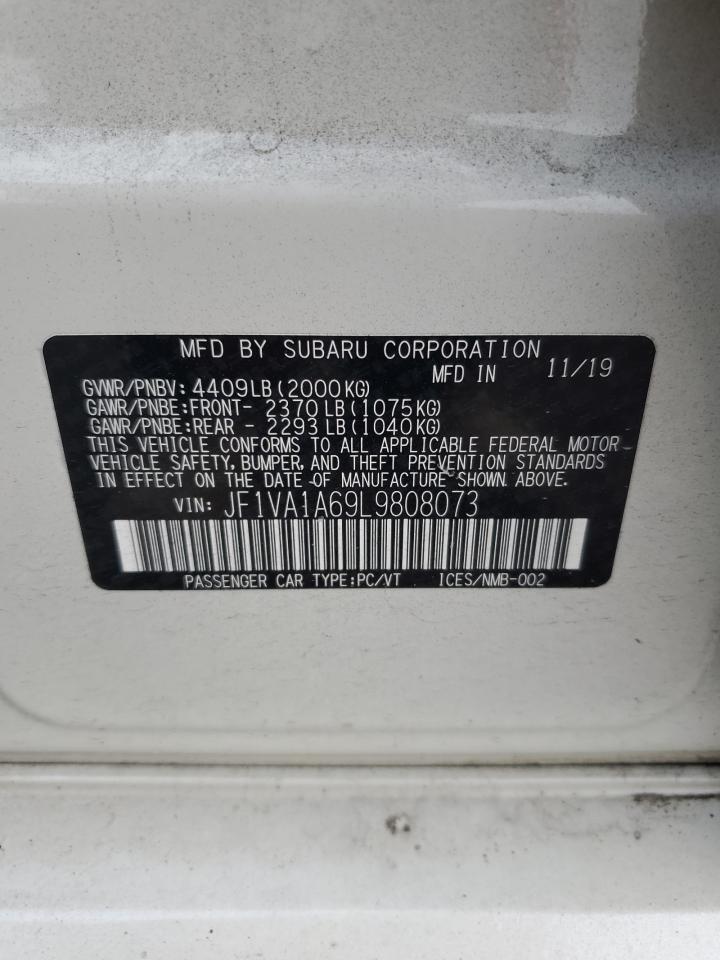 MFD BY SUBARU CORPORATION
MFD IN 11/19
GVWR/PNBV: 4409LB(2000KG)
GAWR/PNBE:FRONT- 2370LB(1075KG)
GAWR/PNBE:REAR - 2293LB(1040KG)
THIS VEHICLE CONFORMS TO ALL APPLICABLE FEDERAL MOTOR
VEHICLE SAFETY, BUMPER, AND THEFT PREVENTION STANDARDS
IN EFFECT ON THE DATE OF MANUFACTURE SHOWN ABOVE.
VIN: JF1VA1A69L9808073
PASSENGER CAR TYPE:PC/VT ICES/NMB-002